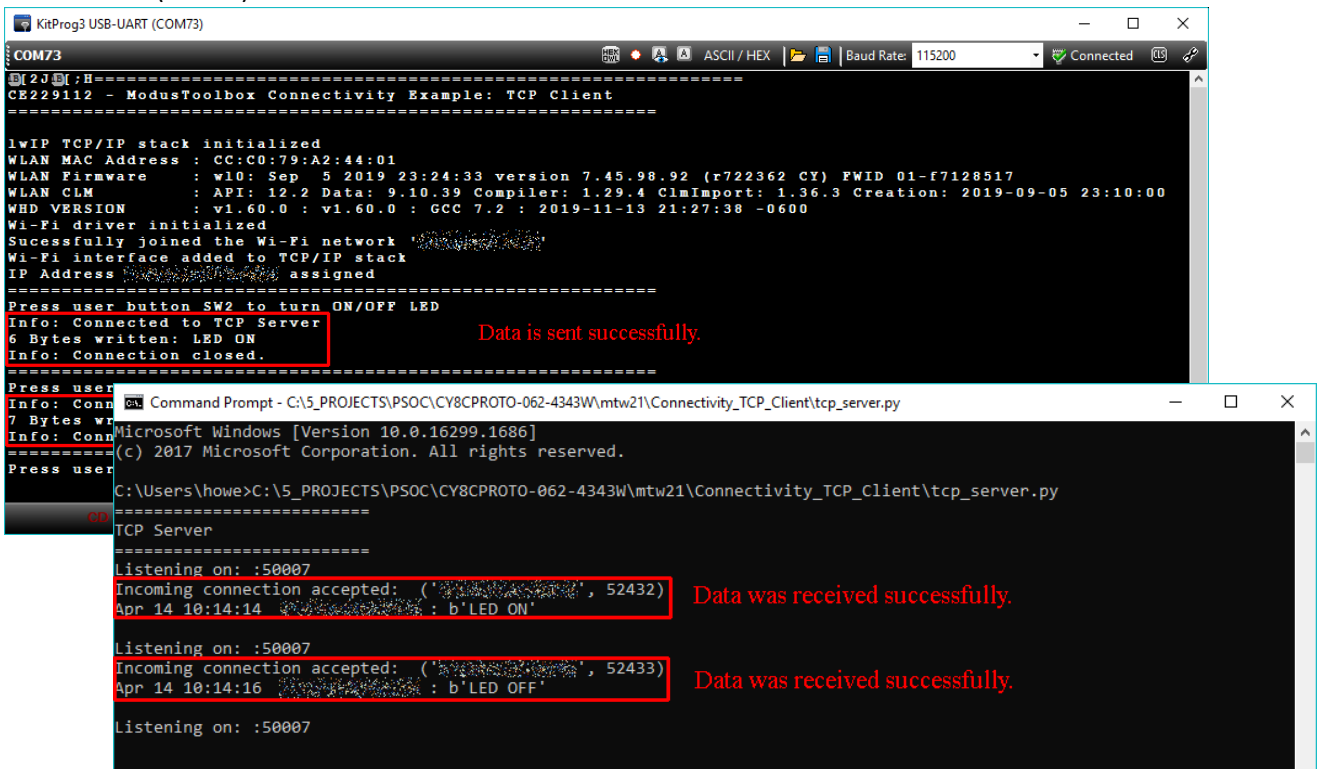 KitProg3 USB-UART (COM73)
COM73 ASCII / HEX Baud Rate: 115200 Connected
[2J [;H============================================================
CE229112 - ModusToolbox Connectivity Example: TCP Client
============================================================
lwIP TCP/IP stack initialized
WLAN MAC Address : CC:C0:79:A2:44:01
WLAN Firmware : wl0: Sep 5 2019 23:24:33 version 7.45.98.92 (r722362 CY) FWID 01-f7128517
WLAN CLM : API: 12.2 Data: 9.10.39 Compiler: 1.29.4 ClmImport: 1.36.3 Creation: 2019-09-05 23:10:00
WHD VERSION : v1.60.0 : v1.60.0 : GCC 7.2 : 2019-11-13 21:27:38 -0600
Wi-Fi driver initialized
Sucessfully joined the Wi-Fi network ' '
Wi-Fi interface added to TCP/IP stack
IP Address assigned
============================================================
Press user button SW2 to turn ON/OFF LED
Info: Connected to TCP Server
6 Bytes written: LED ON
Info: Connection closed.
Data is sent successfully.
============================================================
Press user
Info: Conn
7 Bytes wr
Info: Conn
==========
Press user
Command Prompt - C:\5_PROJECTS\PSOC\CY8CPROTO-062-4343W\mtw21\Connectivity_TCP_Client\tcp_server.py
Microsoft Windows [Version 10.0.16299.1686]
(c) 2017 Microsoft Corporation. All rights reserved.
C:\Users\howe>C:\5_PROJECTS\PSOC\CY8CPROTO-062-4343W\mtw21\Connectivity_TCP_Client\tcp_server.py
===========================
TCP Server
===========================
Listening on: :50007
Incoming connection accepted: (' ', 52432)
Apr 14 10:14:14 : b'LED ON'
Data was received successfully.
Listening on: :50007
Incoming connection accepted: (' ', 52433)
Apr 14 10:14:16 : b'LED OFF'
Data was received successfully.
Listening on: :50007